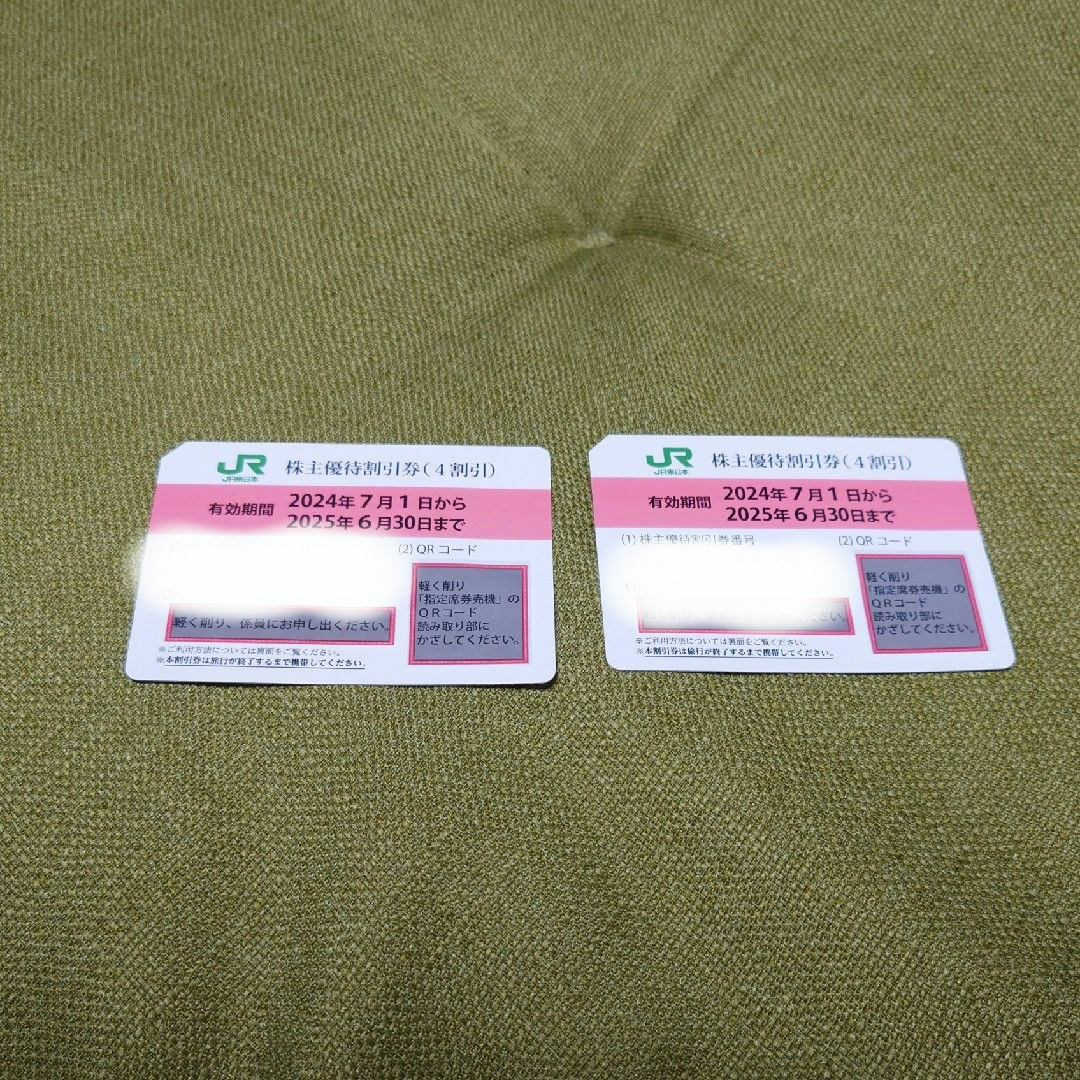 JR
JR東日本
株主優待割引券(4割引)
有効期間
2024年7月1日から
2025年6月30日まで
(2) QRコード
軽く削り
「指定席券売機」の
QRコード
読み取り部に
かざしてください。
軽く削り、係員にお申し出ください。
※ご利用方法については裏面をご覧ください。
※本割引券は旅行が終了するまで携帯してください。
JR
JR東日本
株主優待割引券(4割引)
有効期間
2024年7月1日から
2025年6月30日まで
(1) 株主優待割引券番号
(2) QRコード
軽く削り
「指定席券売機」の
QRコード
読み取り部に
かざしてください。
ださい。
※ご利用方法については裏面をご覧ください。
※本割引券は旅行が終了するまで携帯してください。